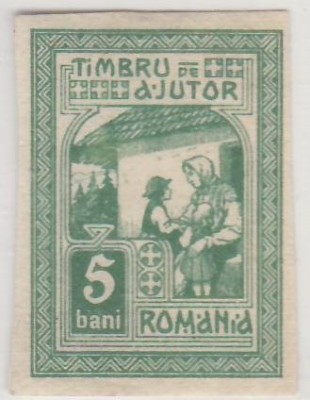 TIMBRU DE
AJUTOR
5
bani
ROMANIA